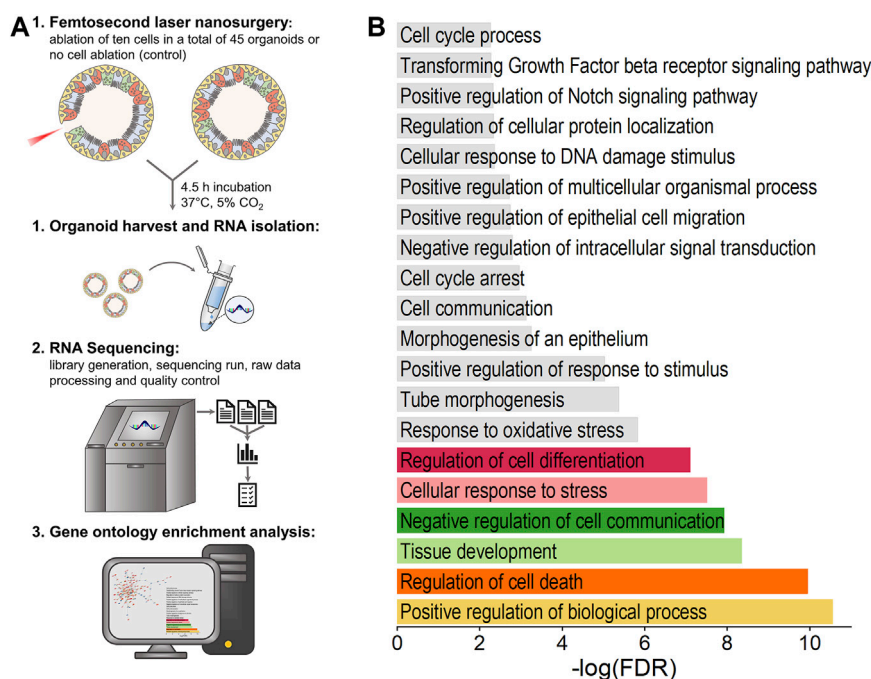 A
1. Femtosecond laser nanosurgery:
ablation of ten cells in a total of 45 organoids or
no cell ablation (control)
4.5 h incubation
37°C, 5% CO₂
1. Organoid harvest and RNA isolation:
2. RNA Sequencing:
library generation, sequencing run, raw data
processing and quality control
3. Gene ontology enrichment analysis:
B
Cell cycle process
Transforming Growth Factor beta receptor signaling pathway
Positive regulation of Notch signaling pathway
Regulation of cellular protein localization
Cellular response to DNA damage stimulus
Positive regulation of multicellular organismal process
Positive regulation of epithelial cell migration
Negative regulation of intracellular signal transduction
Cell cycle arrest
Cell communication
Morphogenesis of an epithelium
Positive regulation of response to stimulus
Tube morphogenesis
Response to oxidative stress
Regulation of cell differentiation
Cellular response to stress
Negative regulation of cell communication
Tissue development
Regulation of cell death
Positive regulation of biological process
0 2 4 6 8 10
-log(FDR)